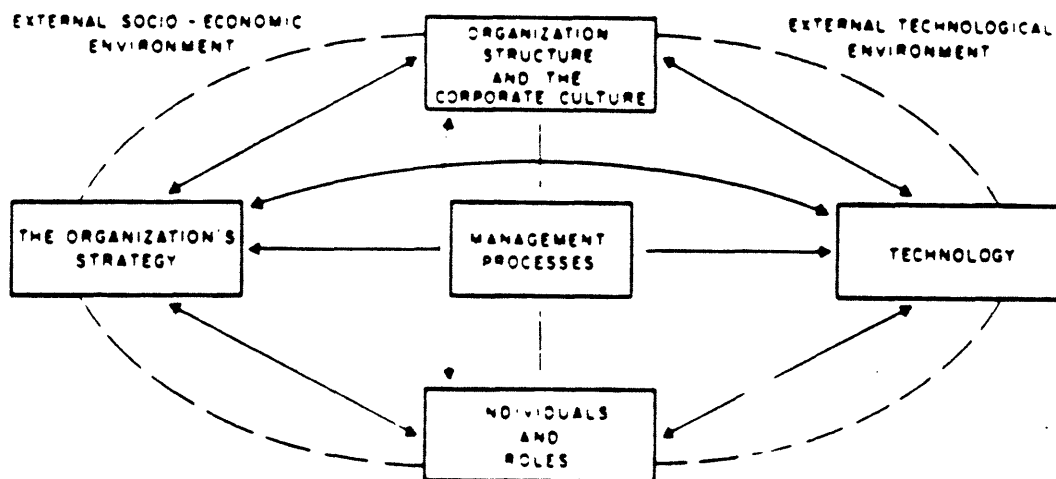 EXTERNAL SOCIO - ECONOMIC
ENVIRONMENT
ORGANIZATION
STRUCTURE
AND THE
CORPORATE CULTURE
EXTERNAL TECHNOLOGICAL
ENVIRONMENT
THE ORGANIZATION'S
STRATEGY
MANAGEMENT
PROCESSES
TECHNOLOGY
INDIVIDUALS
AND
ROLES